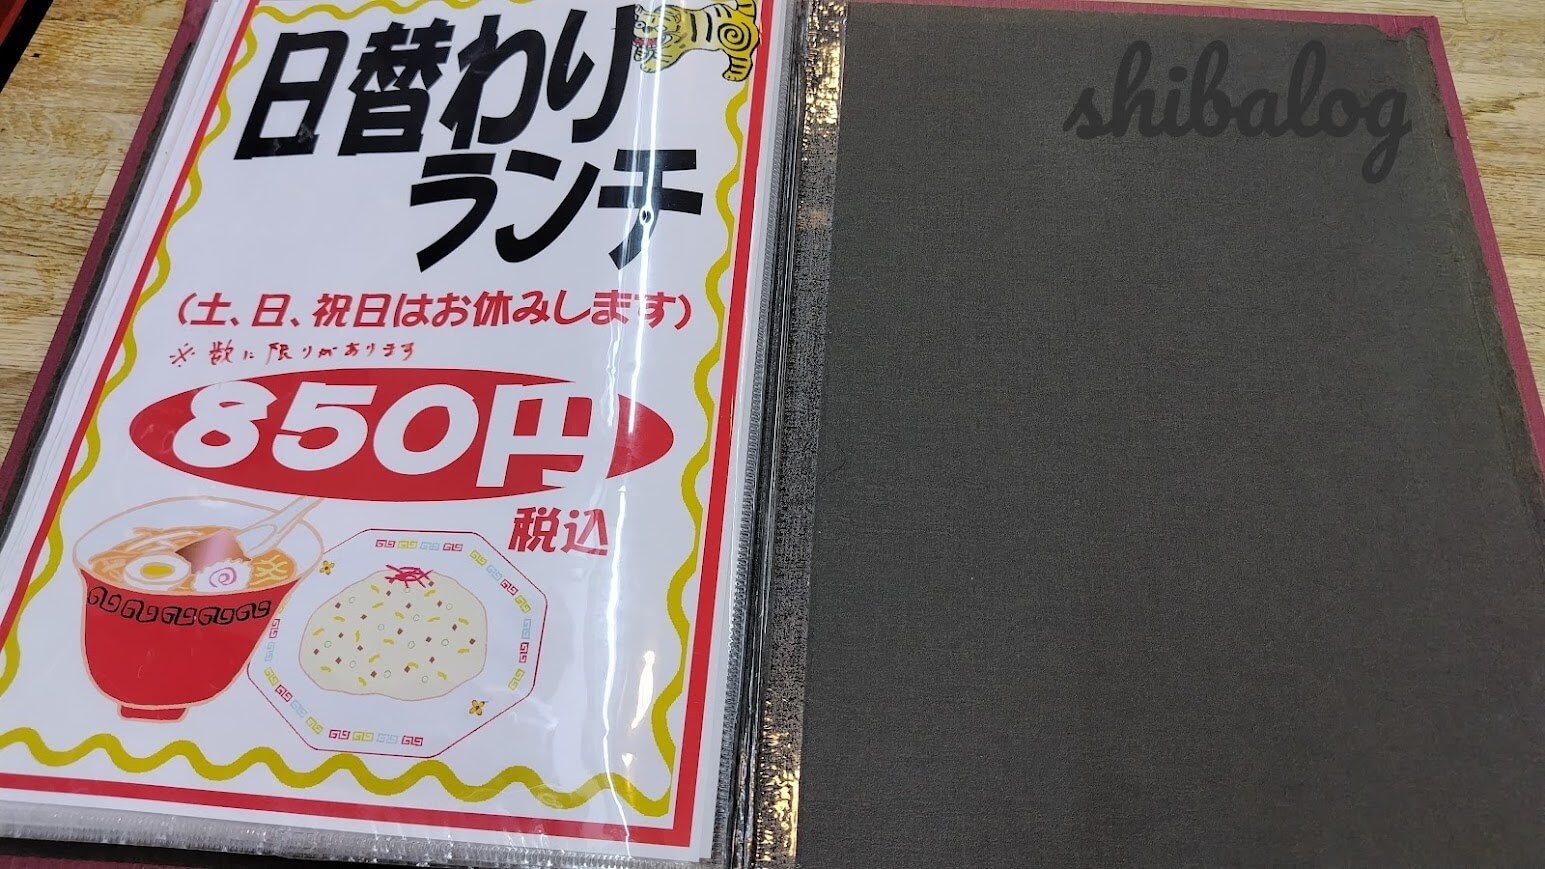 日替わり
ランチ
(土、日、祝日はお休みします)
※ 数に限りがあります
850円
税込
shibalog